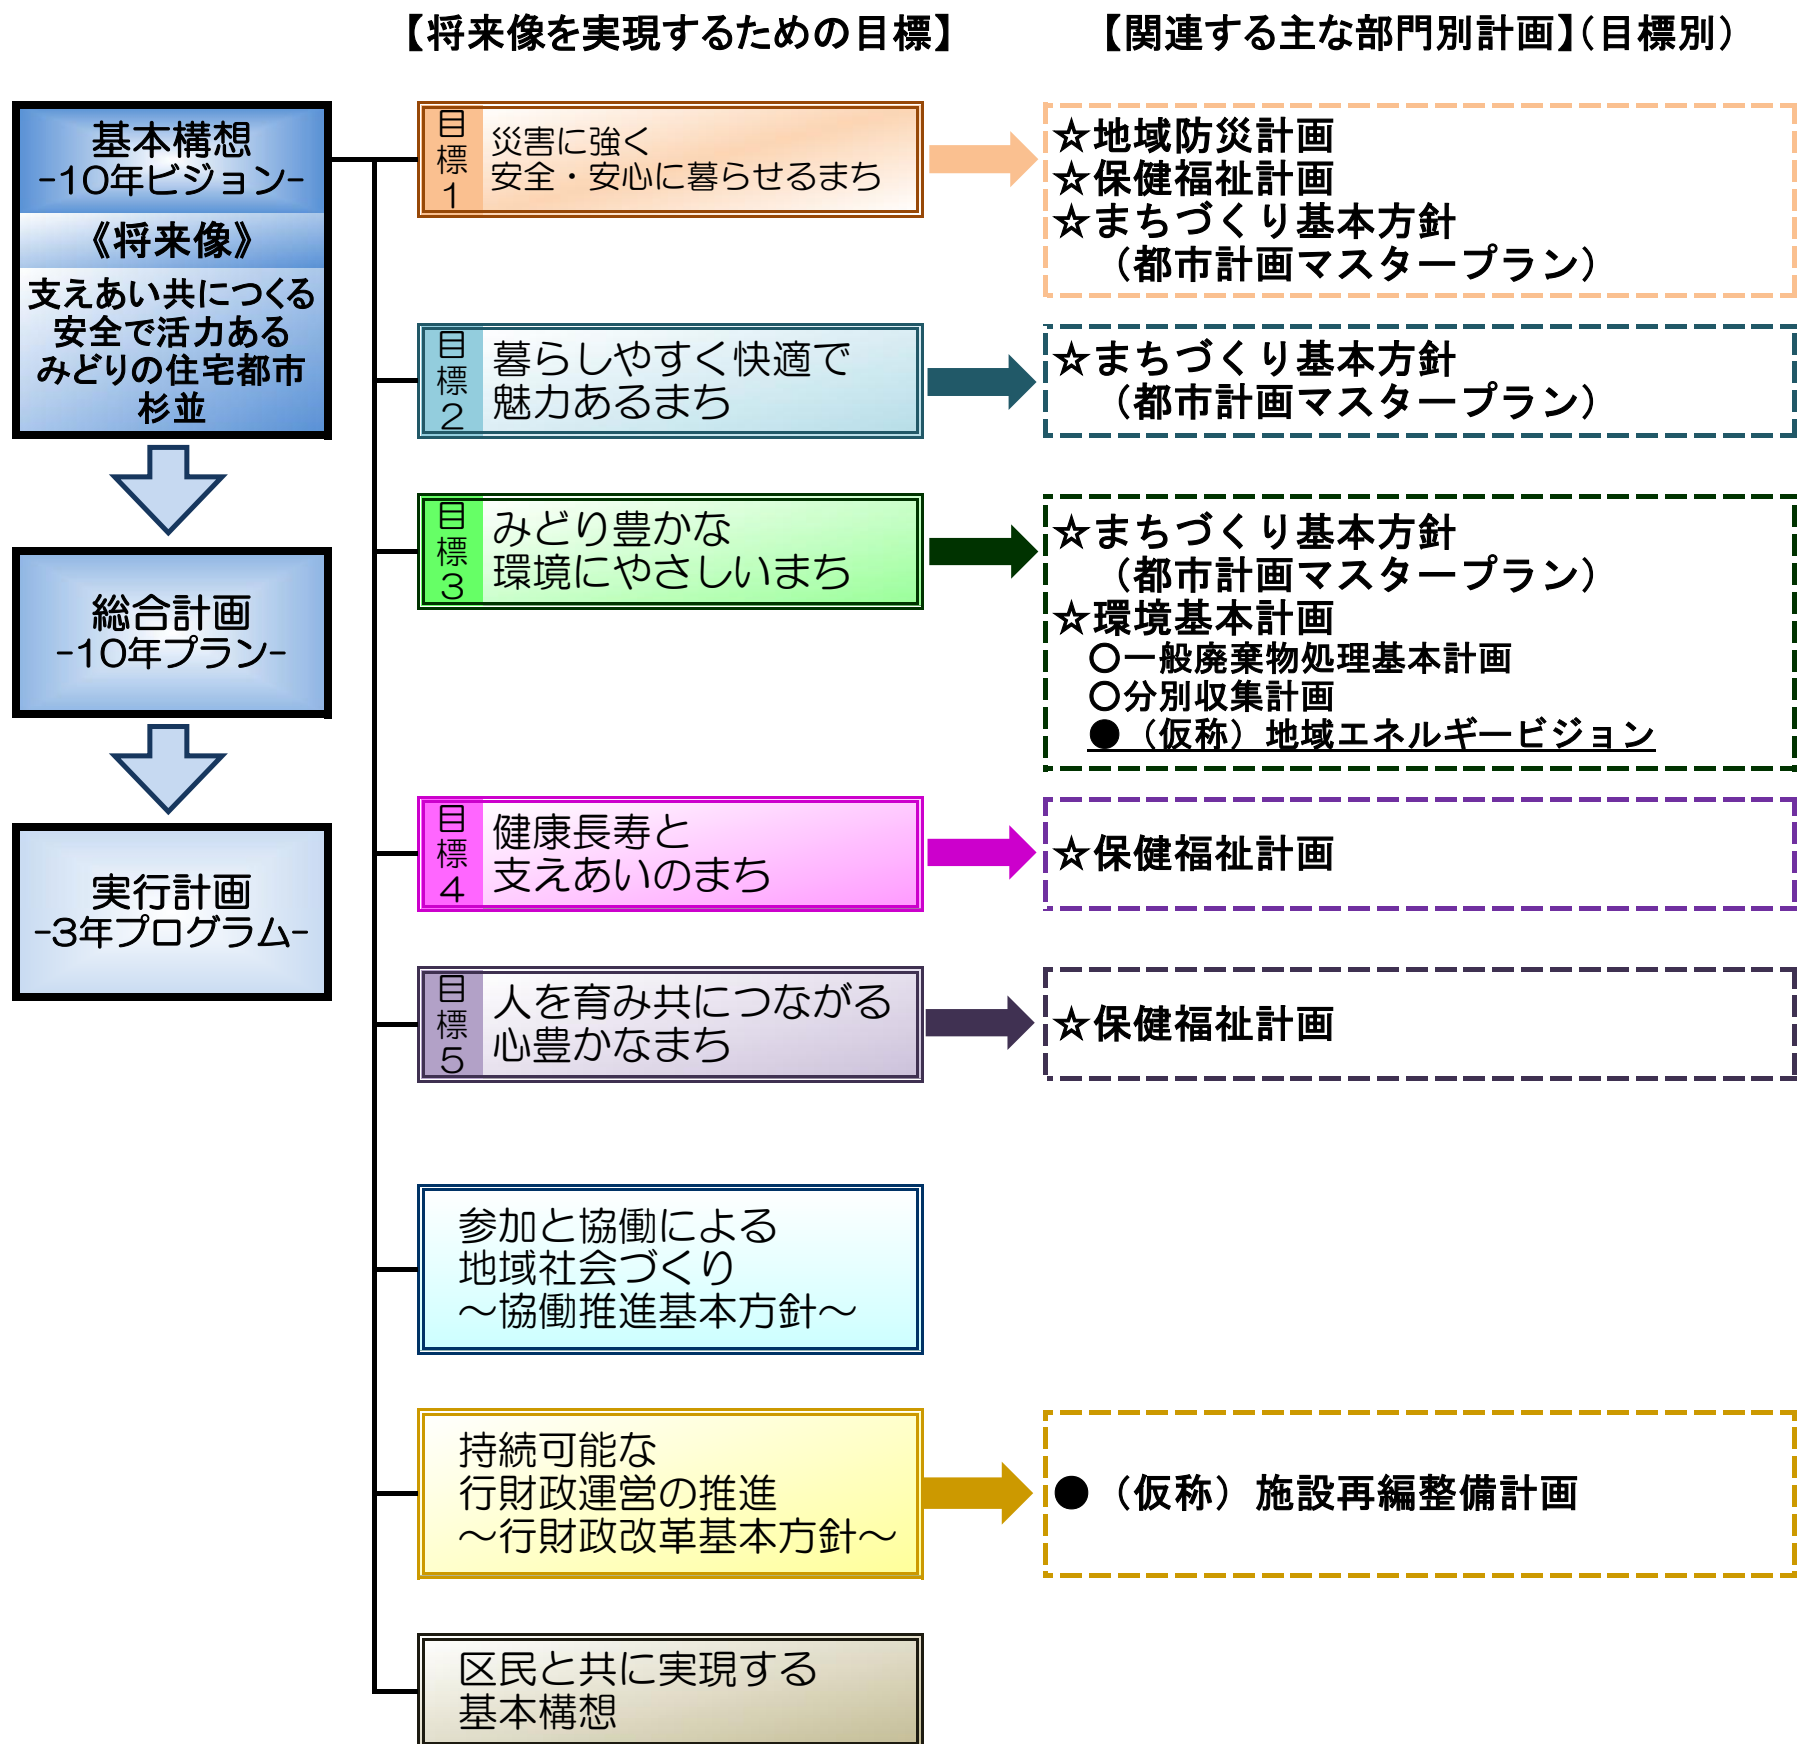 【将来像を実現するための目標】
【関連する主な部門別計画】（目標別）
基本構想
-10年ビジョン-
《将来像》
支えあい共につくる
安全で活力ある
みどりの住宅都市
杉並
総合計画
-10年プラン-
実行計画
-3年プログラム-
目標1
災害に強く
安全・安心に暮らせるまち
☆地域防災計画
☆保健福祉計画
☆まちづくり基本方針
（都市計画マスタープラン）
目標2
暮らしやすく快適で
魅力あるまち
☆まちづくり基本方針
（都市計画マスタープラン）
目標3
みどり豊かな
環境にやさしいまち
☆まちづくり基本方針
（都市計画マスタープラン）
☆環境基本計画
○一般廃棄物処理基本計画
○分別収集計画
●（仮称）地域エネルギービジョン
目標4
健康長寿と
支えあいのまち
☆保健福祉計画
目標5
人を育み共につながる
心豊かなまち
☆保健福祉計画
参加と協働による
地域社会づくり
～協働推進基本方針～
持続可能な
行財政運営の推進
～行財政改革基本方針～
●（仮称）施設再編整備計画
区民と共に実現する
基本構想